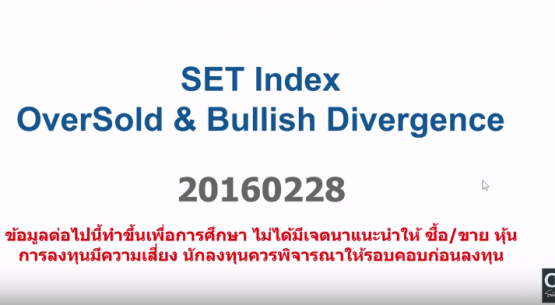 SET Index
OverSold & Bullish Divergence
20160228
ข้อมูลต่อไปนี้ทำขึ้นเพื่อการศึกษา ไม่ได้มีเจตนาแนะนำให้ ซื้อ/ขาย หุ้น
การลงทุนมีความเสี่ยง นักลงทุนควรพิจารณาให้รอบคอบก่อนลงทุน